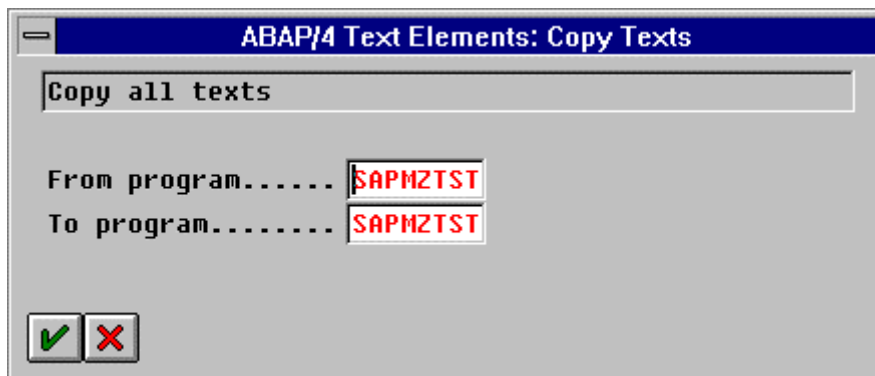 ABAP/4 Text Elements: Copy Texts
Copy all texts
From program...... SAPMZTST
To program........ SAPMZTST